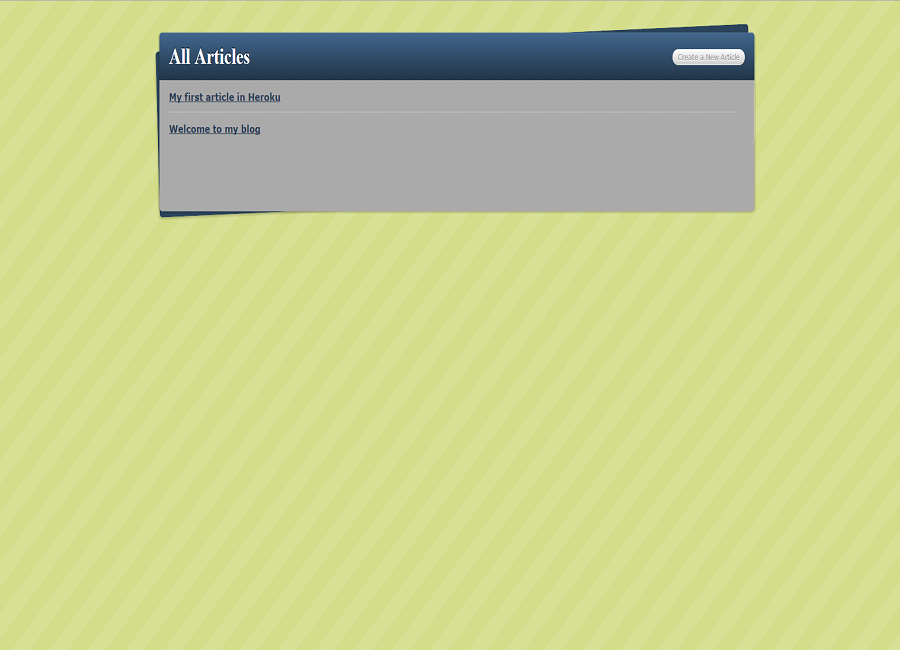 All Articles
Create a New Article
My first article in Heroku
Welcome to my blog